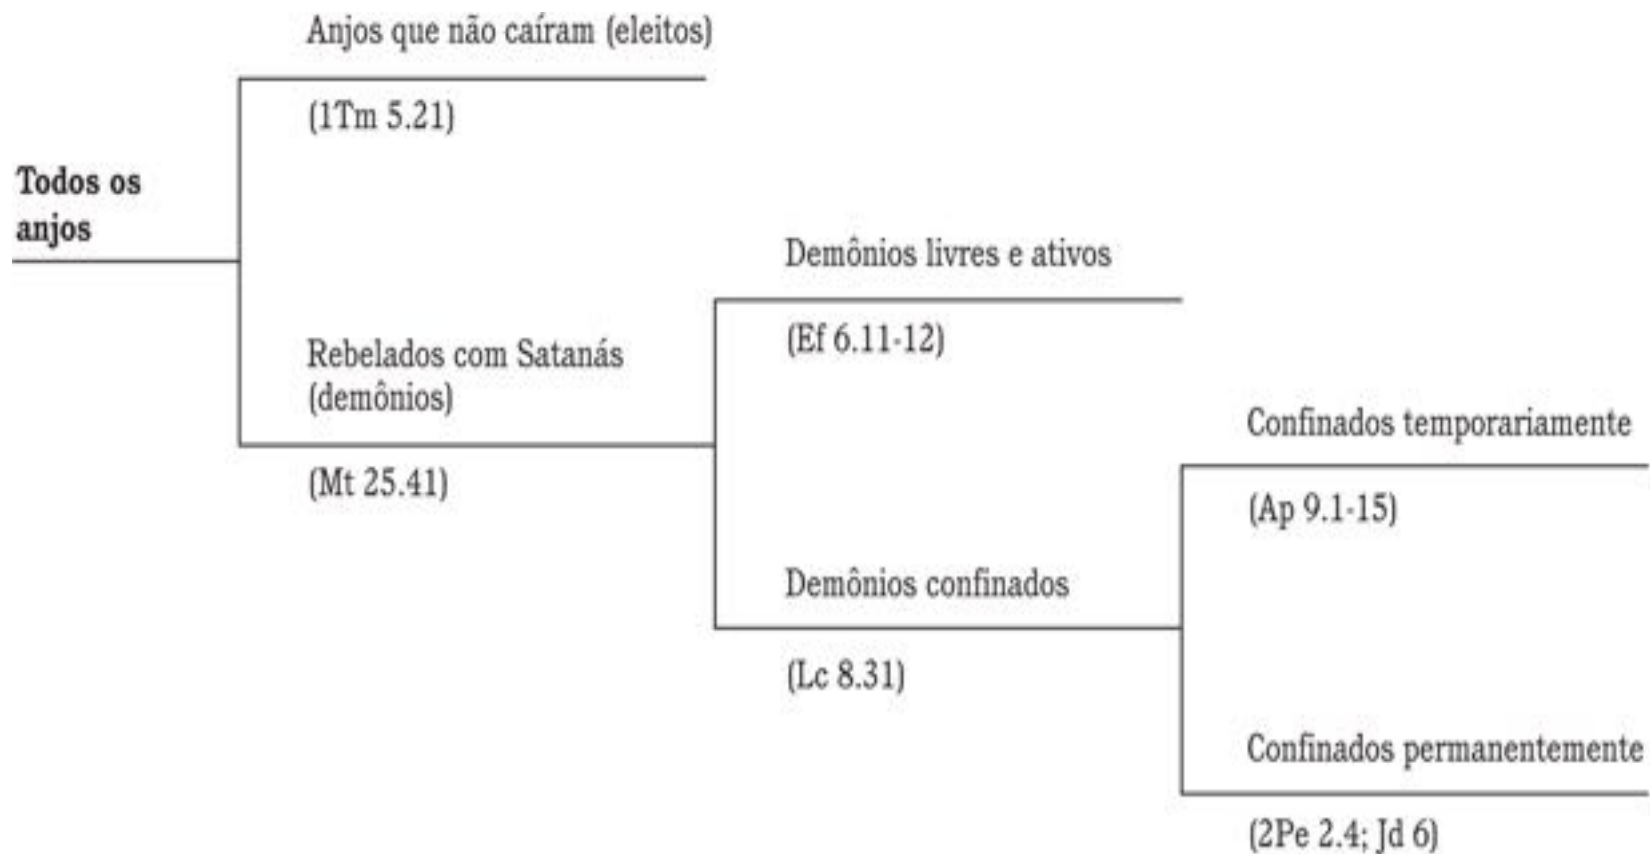 Anjos que não caíram (eleitos)
(1Tm 5.21)
Todos os
anjos
Demônios livres e ativos
(Ef 6.11-12)
Rebelados com Satanás
(demônios)
(Mt 25.41)
Confinados temporariamente
(Ap 9.1-15)
Demônios confinados
(Lc 8.31)
Confinados permanentemente
(2Pe 2.4; Jd 6)